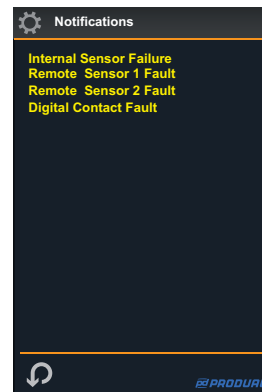 Notifications
Internal Sensor Failure
Remote Sensor 1 Fault
Remote Sensor 2 Fault
Digital Contact Fault